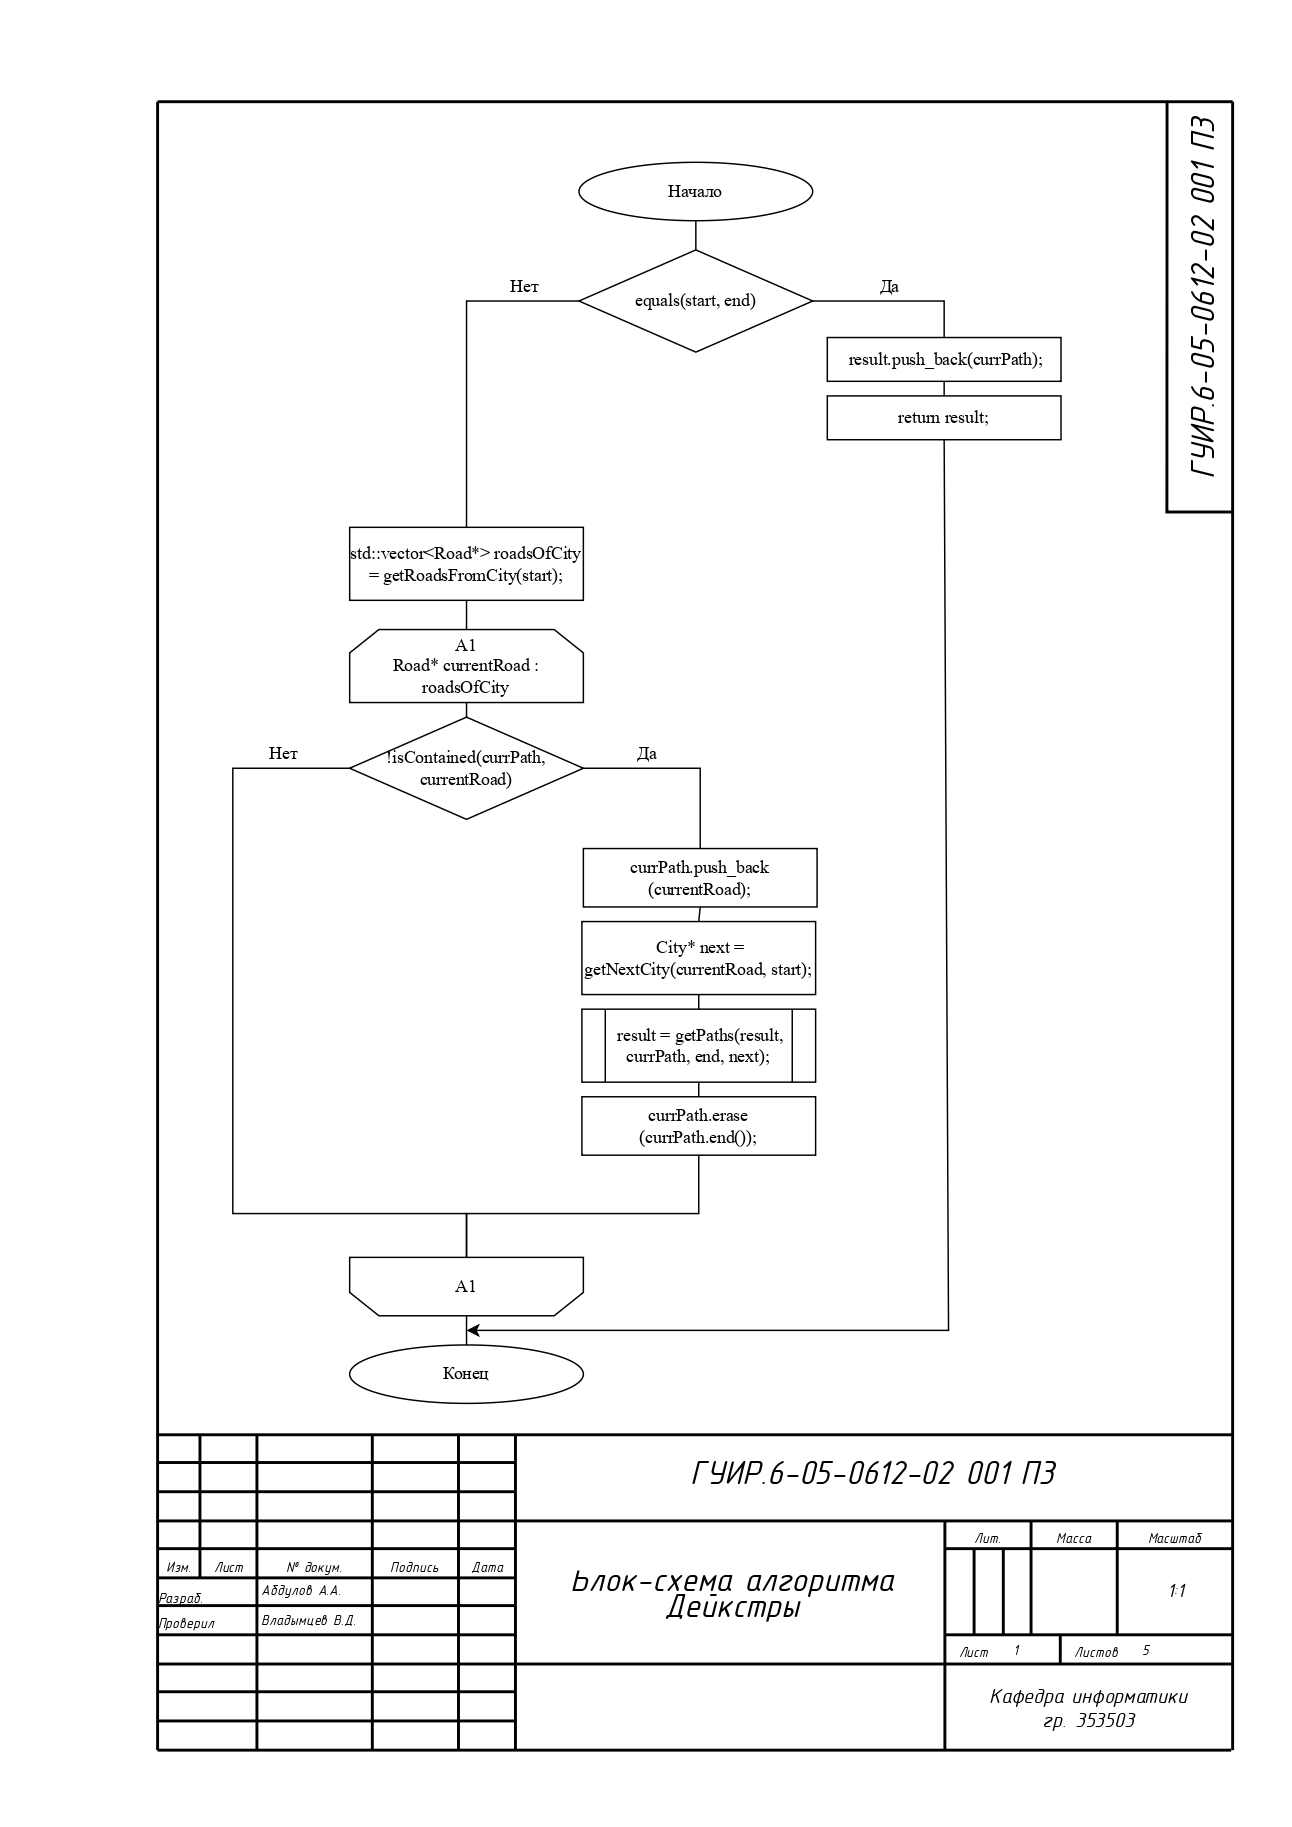 ГУИР.6-05-0612-02 001 ПЗ
Начало
equals(start, end)
Нет
Да
result.push_back(currPath);
return result;
std::vector<Road*> roadsOfCity
= getRoadsFromCity(start);
A1
Road* currentRoad :
roadsOfCity
!isContained(currPath,
currentRoad)
Нет
Да
currPath.push_back
(currentRoad);
City* next =
getNextCity(currentRoad, start);
result = getPaths(result,
currPath, end, next);
currPath.erase
(currPath.end());
A1
Конец
ГУИР.6-05-0612-02 001 ПЗ
Изм. Лист № докум. Подпись Дата
Разраб. Абдулов А.А.
Проверил Владымцев В.Д.
Блок-схема алгоритма
Дейкстры
Лит. Масса Масштаб
1:1
Лист 1 Листов 5
Кафедра информатики
гр. 353503